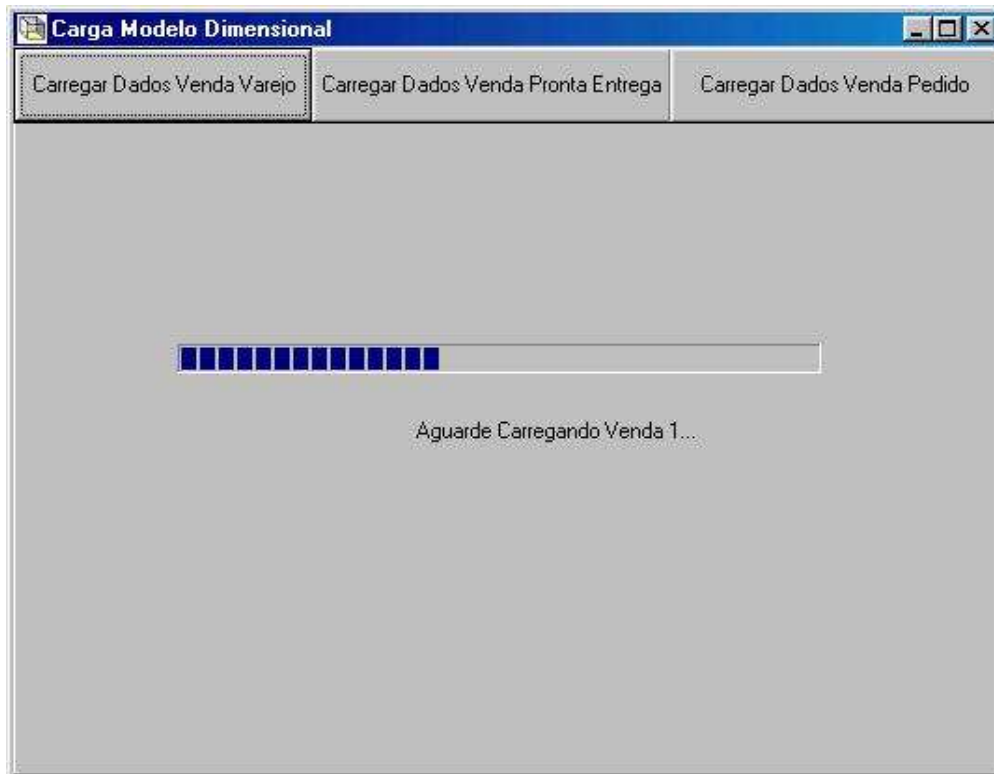 Carga Modelo Dimensional
Carregar Dados Venda Varejo
Carregar Dados Venda Pronta Entrega
Carregar Dados Venda Pedido
Aguarde Carregando Venda 1...